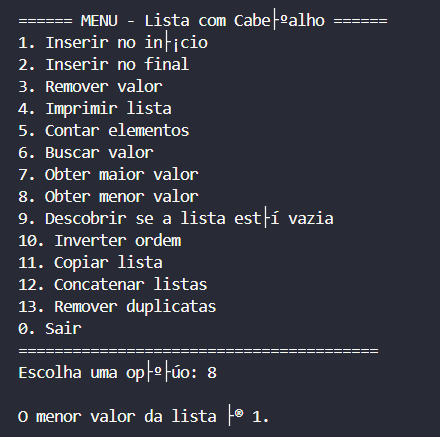 ====== MENU - Lista com Cabe├ºalho ======
1. Inserir no in├¡cio
2. Inserir no final
3. Remover valor
4. Imprimir lista
5. Contar elementos
6. Buscar valor
7. Obter maior valor
8. Obter menor valor
9. Descobrir se a lista est├í vazia
10. Inverter ordem
11. Copiar lista
12. Concatenar listas
13. Remover duplicatas
0. Sair
========================================
Escolha uma op├º├úo: 8
O menor valor da lista ├® 1.